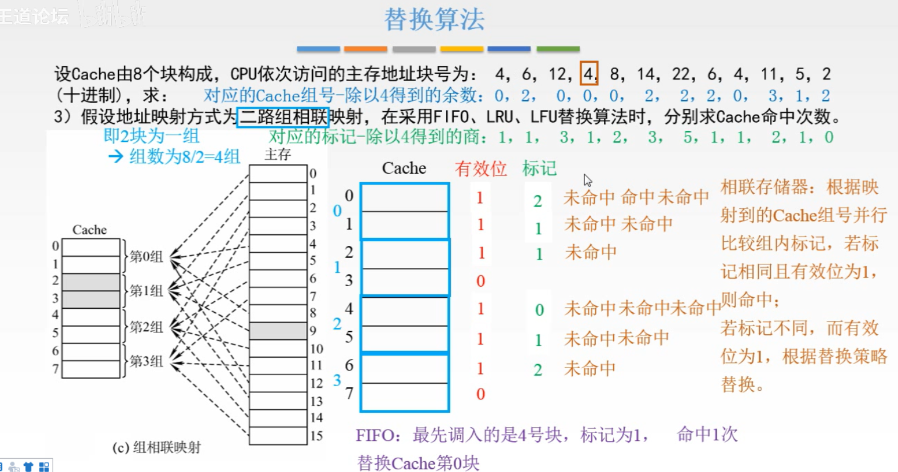 王道论坛
替换算法
设Cache由8个块构成，CPU依次访问的主存地址块号为： 4，6，12，4，8，14，22，6，4，11，5，2
(十进制)，求： 对应的Cache组号-除以4得到的余数：0，2， 0，0，0， 2， 2，2，0， 3，1，2
3）假设地址映射方式为二路组相联映射，在采用FIFO、LRU、LFU替换算法时，分别求Cache命中次数。
即2块为一组 对应的标记-除以4得到的商：1，1， 3，1，2， 3， 5，1，1， 2，1，0
→ 组数为8/2=4组
主存
Cache 有效位 标记
0
1
2
3
4
5
6
7
8
9
10
11
12
13
14
15
Cache
0
1
2
3
4
5
6
7
第0组
第1组
第2组
第3组
0
1
2
3
0 1 2 未命中 命中 未命中
1 1 1 未命中 未命中
2 1 1 未命中
3 0
4 1 0 未命中 未命中 未命中
5 1 1 未命中 未命中
6 1 2 未命中
7 0
相联存储器：根据映
射到的Cache组号并行
比较组内标记，若标
记相同且有效位为1，
则命中；
若标记不同，而有效
位为1，根据替换策略
替换。
(c) 组相联映射
FIFO：最先调入的是4号块，标记为1， 命中1次
替换Cache第0块